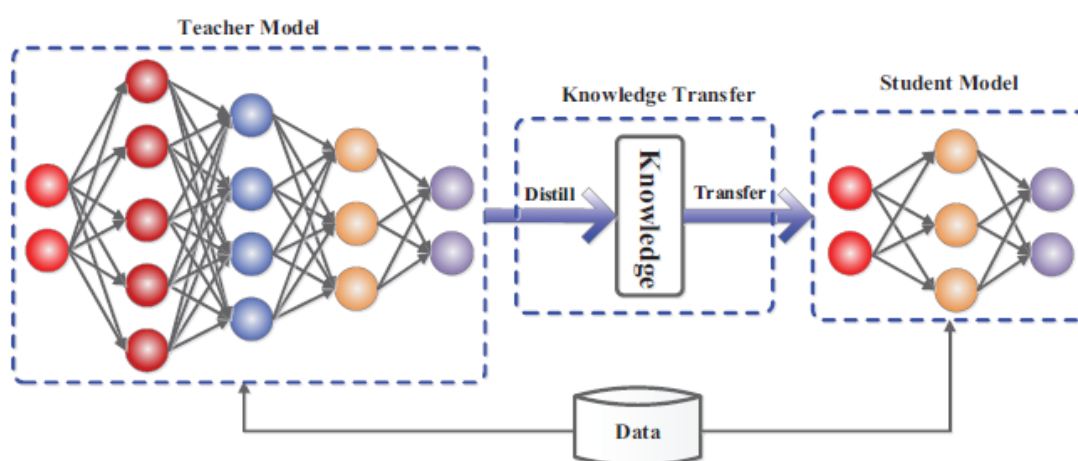 Teacher Model
Knowledge Transfer
Student Model
Distill
Knowledge
Transfer
Data